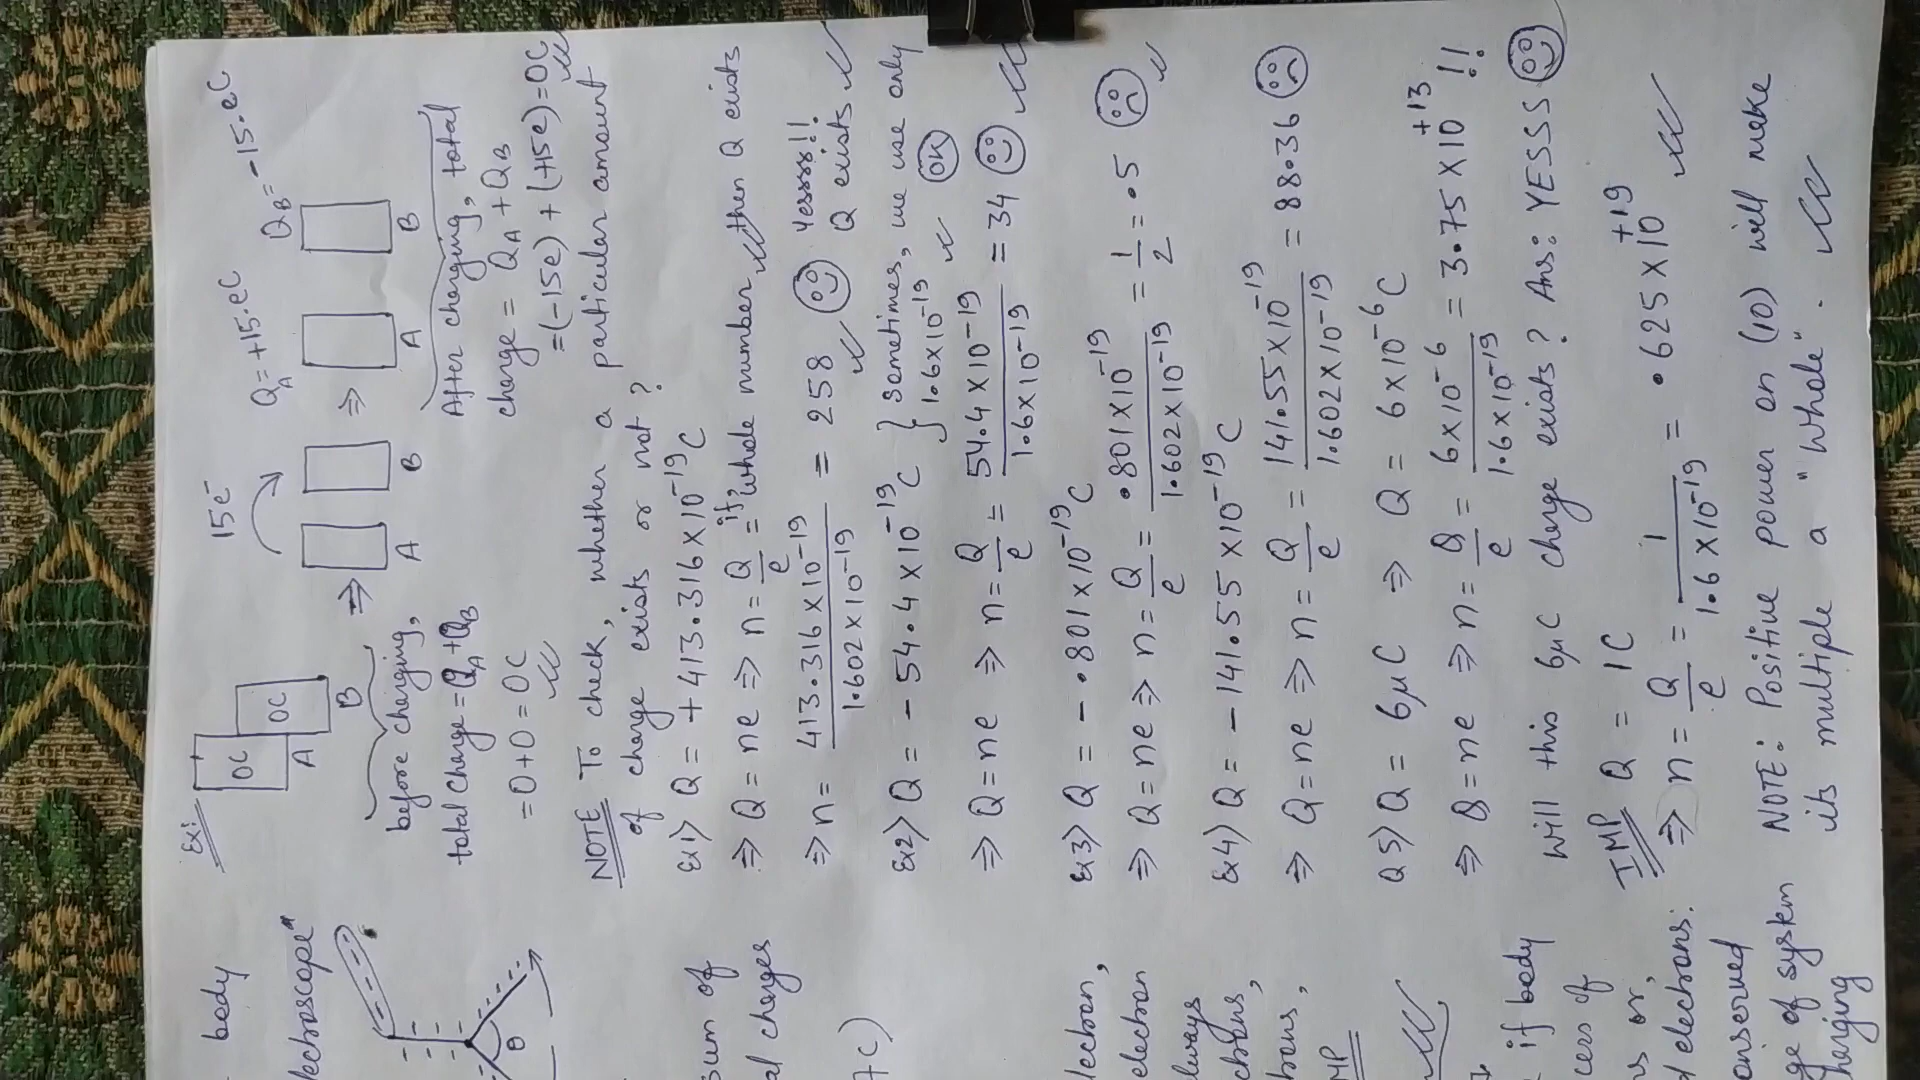 Ex:
OC
OC
A
B
before charging,
total charge = QA + QB
= 0 + 0 = 0C
⇒
15e⁻
A
B
⇒
QA = +15.eC
QB = -15.eC
A
B
After charging, total
charge = QA + QB
= (-15e) + (+15e) = 0C
NOTE To check, whether a particular amount
of charge exists or not?
Ex1) Q = + 413.316 x 10⁻¹⁹ C
⇒ Q = ne ⇒ n = Q/e = if, whole number, then Q exists
⇒ n = 413.316 x 10⁻¹⁹ / 1.602 x 10⁻¹⁹ = 258 Yesss!! Q exists
Ex2) Q = - 54.4 x 10⁻¹⁹ C } Sometimes, we use only 1.6x10⁻¹⁹ OK
⇒ Q = ne ⇒ n = Q/e = 54.4 x 10⁻¹⁹ / 1.6 x 10⁻¹⁹ = 34
Ex3) Q = - .801 x 10⁻¹⁹ C
⇒ Q = ne ⇒ n = Q/e = .801 x 10⁻¹⁹ / 1.602 x 10⁻¹⁹ = 1/2 = .5
Ex4) Q = - 141.55 x 10⁻¹⁹ C
⇒ Q = ne ⇒ n = Q/e = 141.55 x 10⁻¹⁹ / 1.602 x 10⁻¹⁹ = 88.36
Q5) Q = 6μC ⇒ Q = 6 x 10⁻⁶ C
⇒ Q = ne ⇒ n = Q/e = 6 x 10⁻⁶ / 1.6 x 10⁻¹⁹ = 3.75 x 10⁺¹³ !!
Will this 6μC charge exists? Ans: YESSS
IMP Q = 1C
⇒ n = Q/e = 1 / 1.6 x 10⁻¹⁹ = .625 x 10⁺¹⁹
NOTE: Positive power on (10) will make
its multiple a "whole".
body
lectroscope"
θ
sum of
al charges
lectron,
electron
lways
ctrons,
MP
if body
cess of
s or,
d electrons.
onserved
ge of system
harging